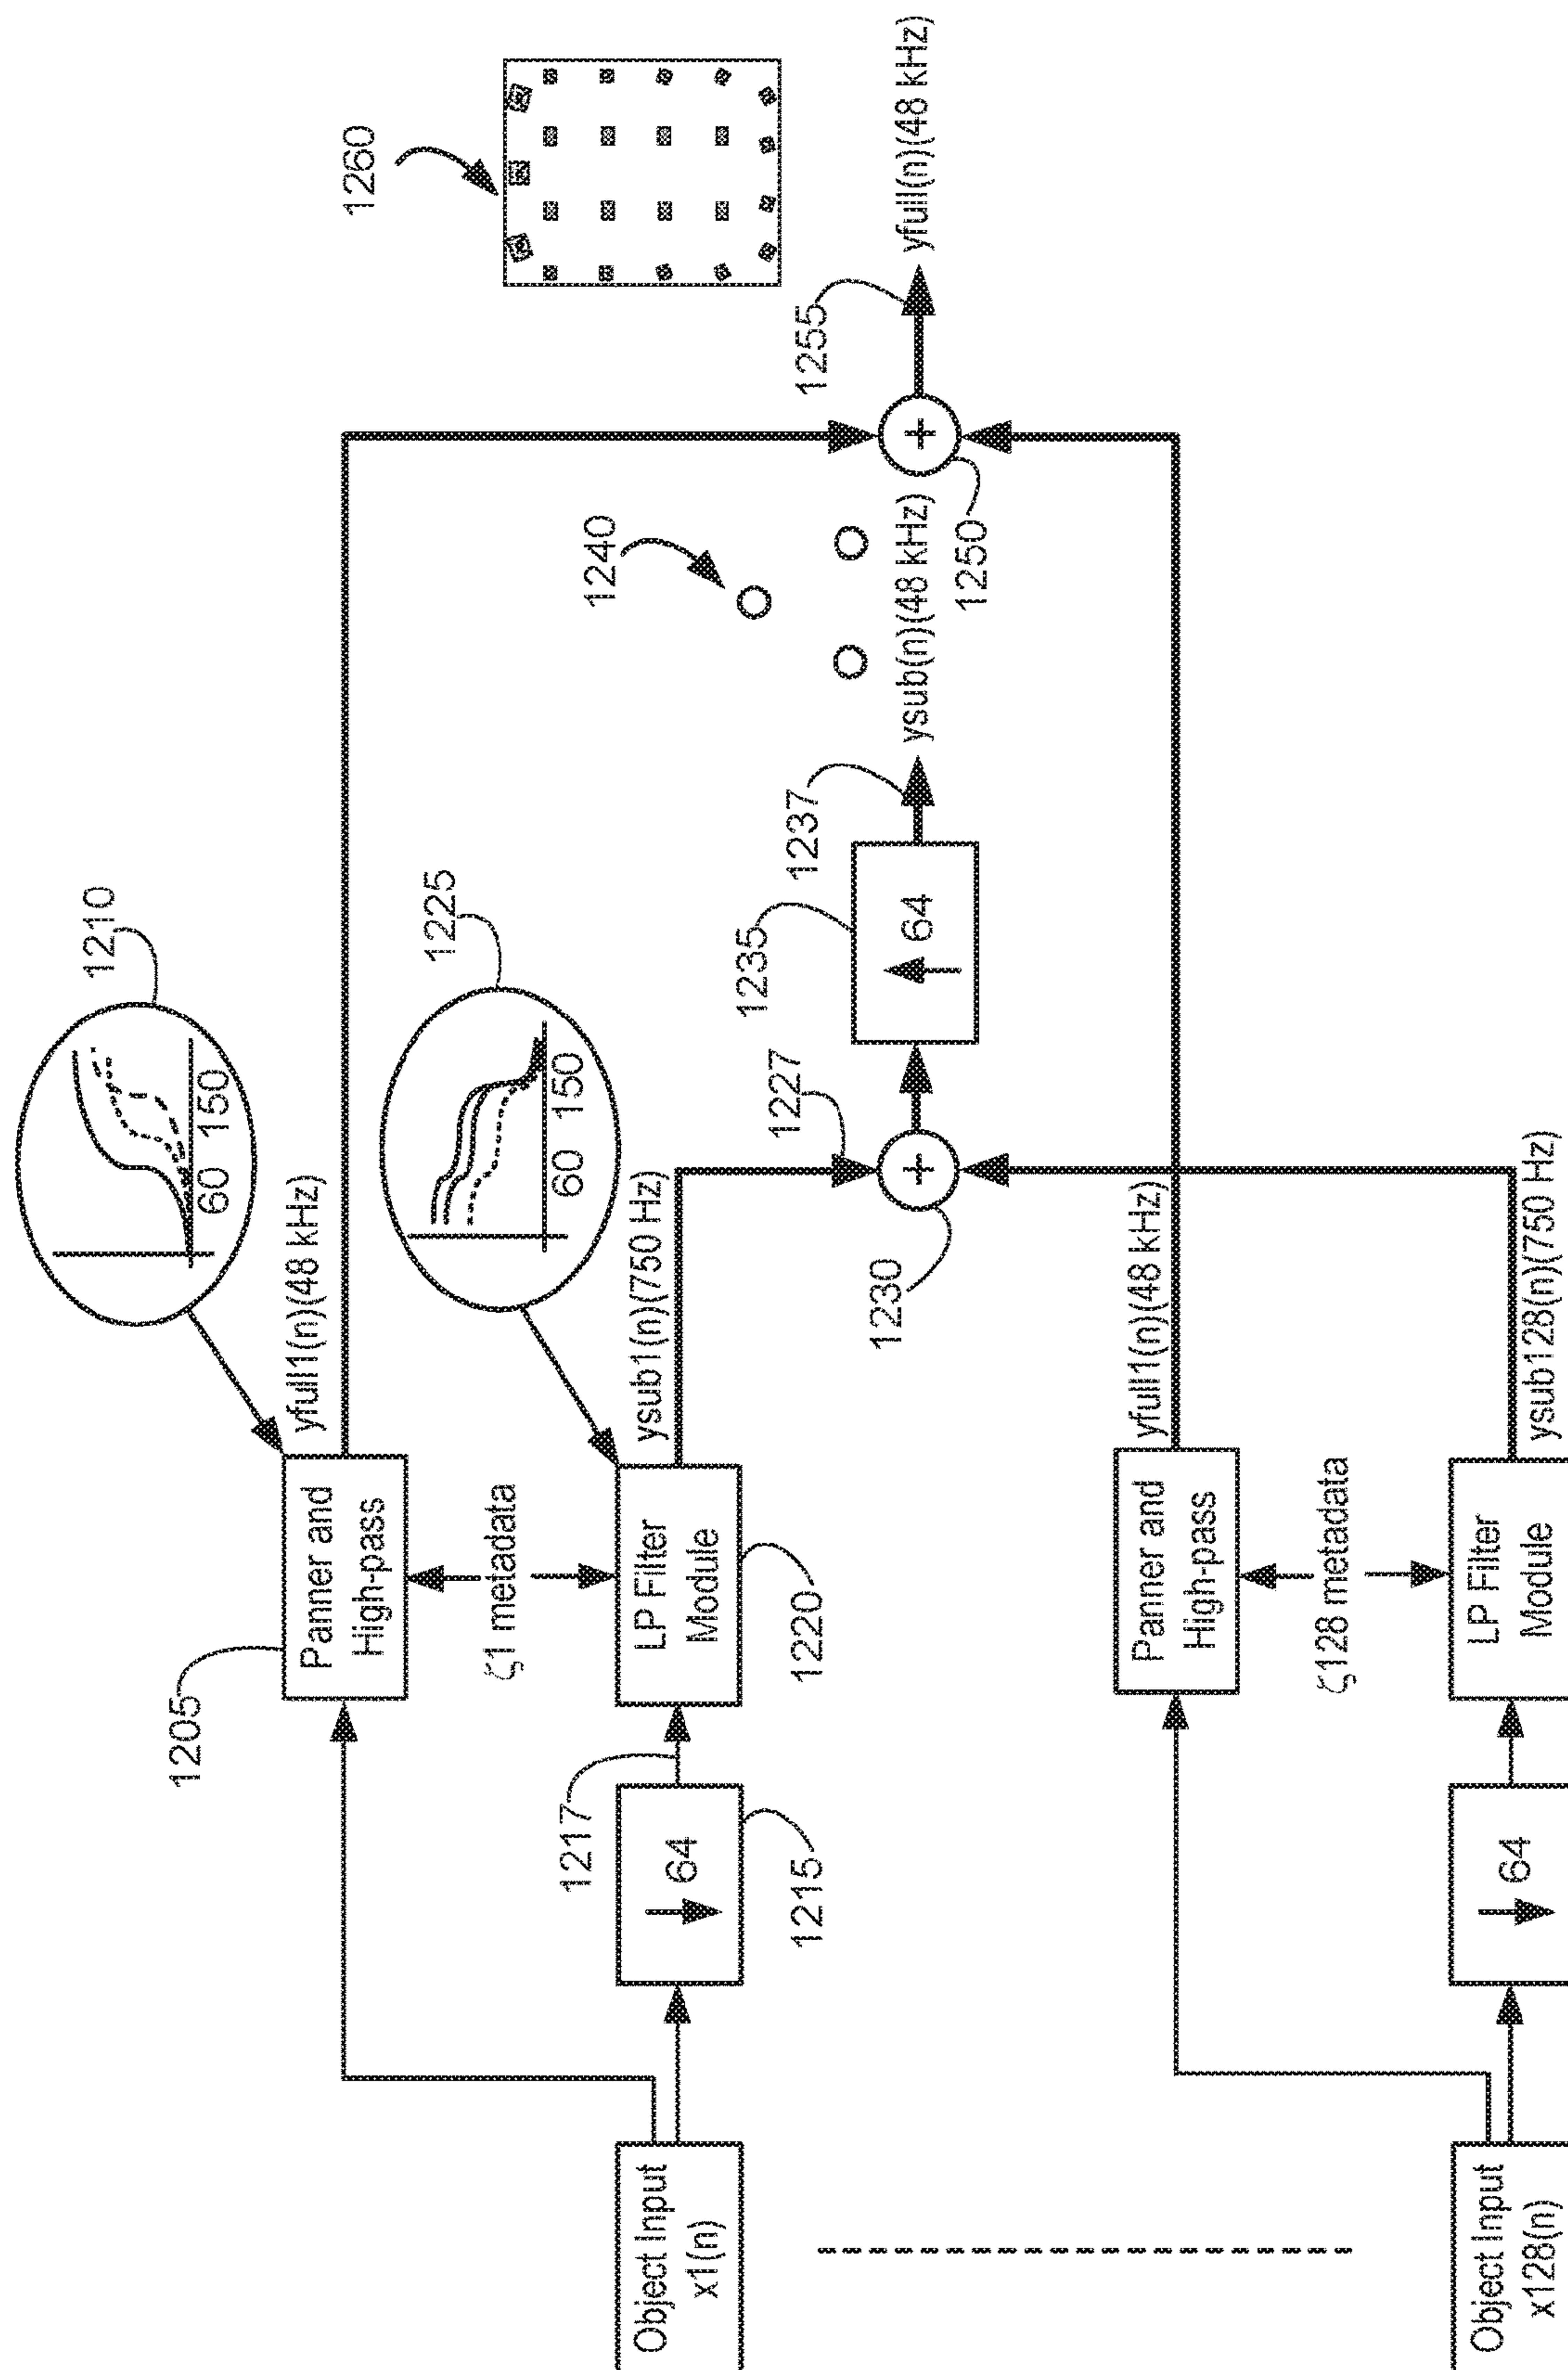 1210
60 150
1205
Panner and
High-pass
yfull1(n)(48 kHz)
1260
1225
60 150
ζ1 metadata
1240
Object Input
x1(n)
1217
↓ 64
1215
LP Filter
Module
1220
ysub1(n)(750 Hz)
1227
1230
1235
↑ 64
1237
ysub(n)(48 kHz)
1250
1255
yfull(n)(48 kHz)
Panner and
High-pass
yfull1(n)(48 kHz)
ζ128 metadata
Object Input
x128(n)
↓ 64
LP Filter
Module
ysub128(n)(750 Hz)